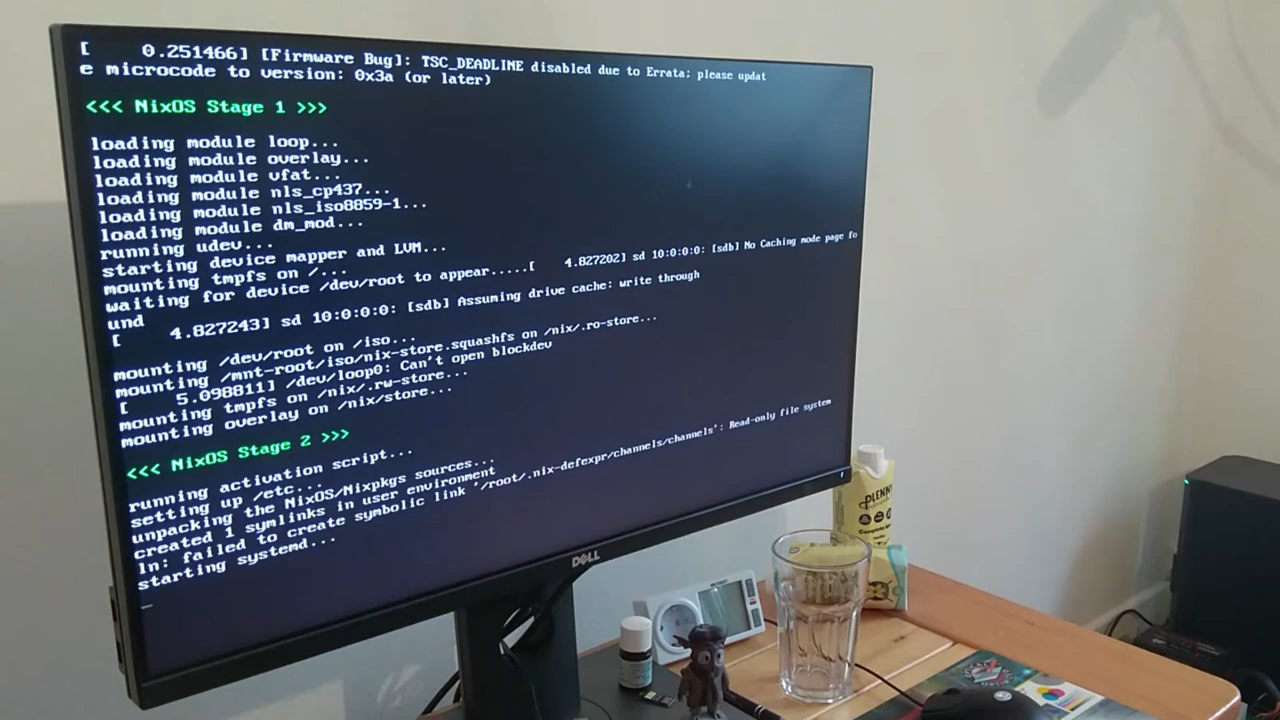 [    0.251466] [Firmware Bug]: TSC_DEADLINE disabled due to Errata; please updat
e microcode to version: 0x3a (or later)
<<< NixOS Stage 1 >>>
loading module loop...
loading module overlay...
loading module vfat...
loading module nls_cp437...
loading module nls_iso8859-1...
loading module dm_mod...
running udev...
starting device mapper and LVM...
mounting tmpfs on /...
waiting for device /dev/root to appear.....[    4.827202] sd 10:0:0:0: [sdb] No Caching mode page fo
und
[    4.827243] sd 10:0:0:0: [sdb] Assuming drive cache: write through
mounting /dev/root on /iso...
mounting /mnt-root/iso/nix-store.squashfs on /nix/.ro-store...
[    5.098811] /dev/loop0: Can't open blockdev
mounting tmpfs on /nix/.rw-store...
mounting overlay on /nix/store...
<<< NixOS Stage 2 >>>
running activation script...
setting up /etc...
unpacking the NixOS/Nixpkgs sources...
created 1 symlinks in user environment
ln: failed to create symbolic link '/root/.nix-defexpr/channels/channels': Read-only file system
starting systemd...
DELL
PLENNY